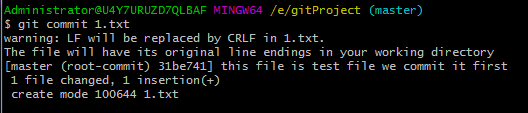 Administrator@U4Y7URUZD7QLBAF MINGW64 /e/gitProject (master)
$ git commit 1.txt
warning: LF will be replaced by CRLF in 1.txt.
The file will have its original line endings in your working directory
[master (root-commit) 31be741] this file is test file we commit it first
 1 file changed, 1 insertion(+)
 create mode 100644 1.txt